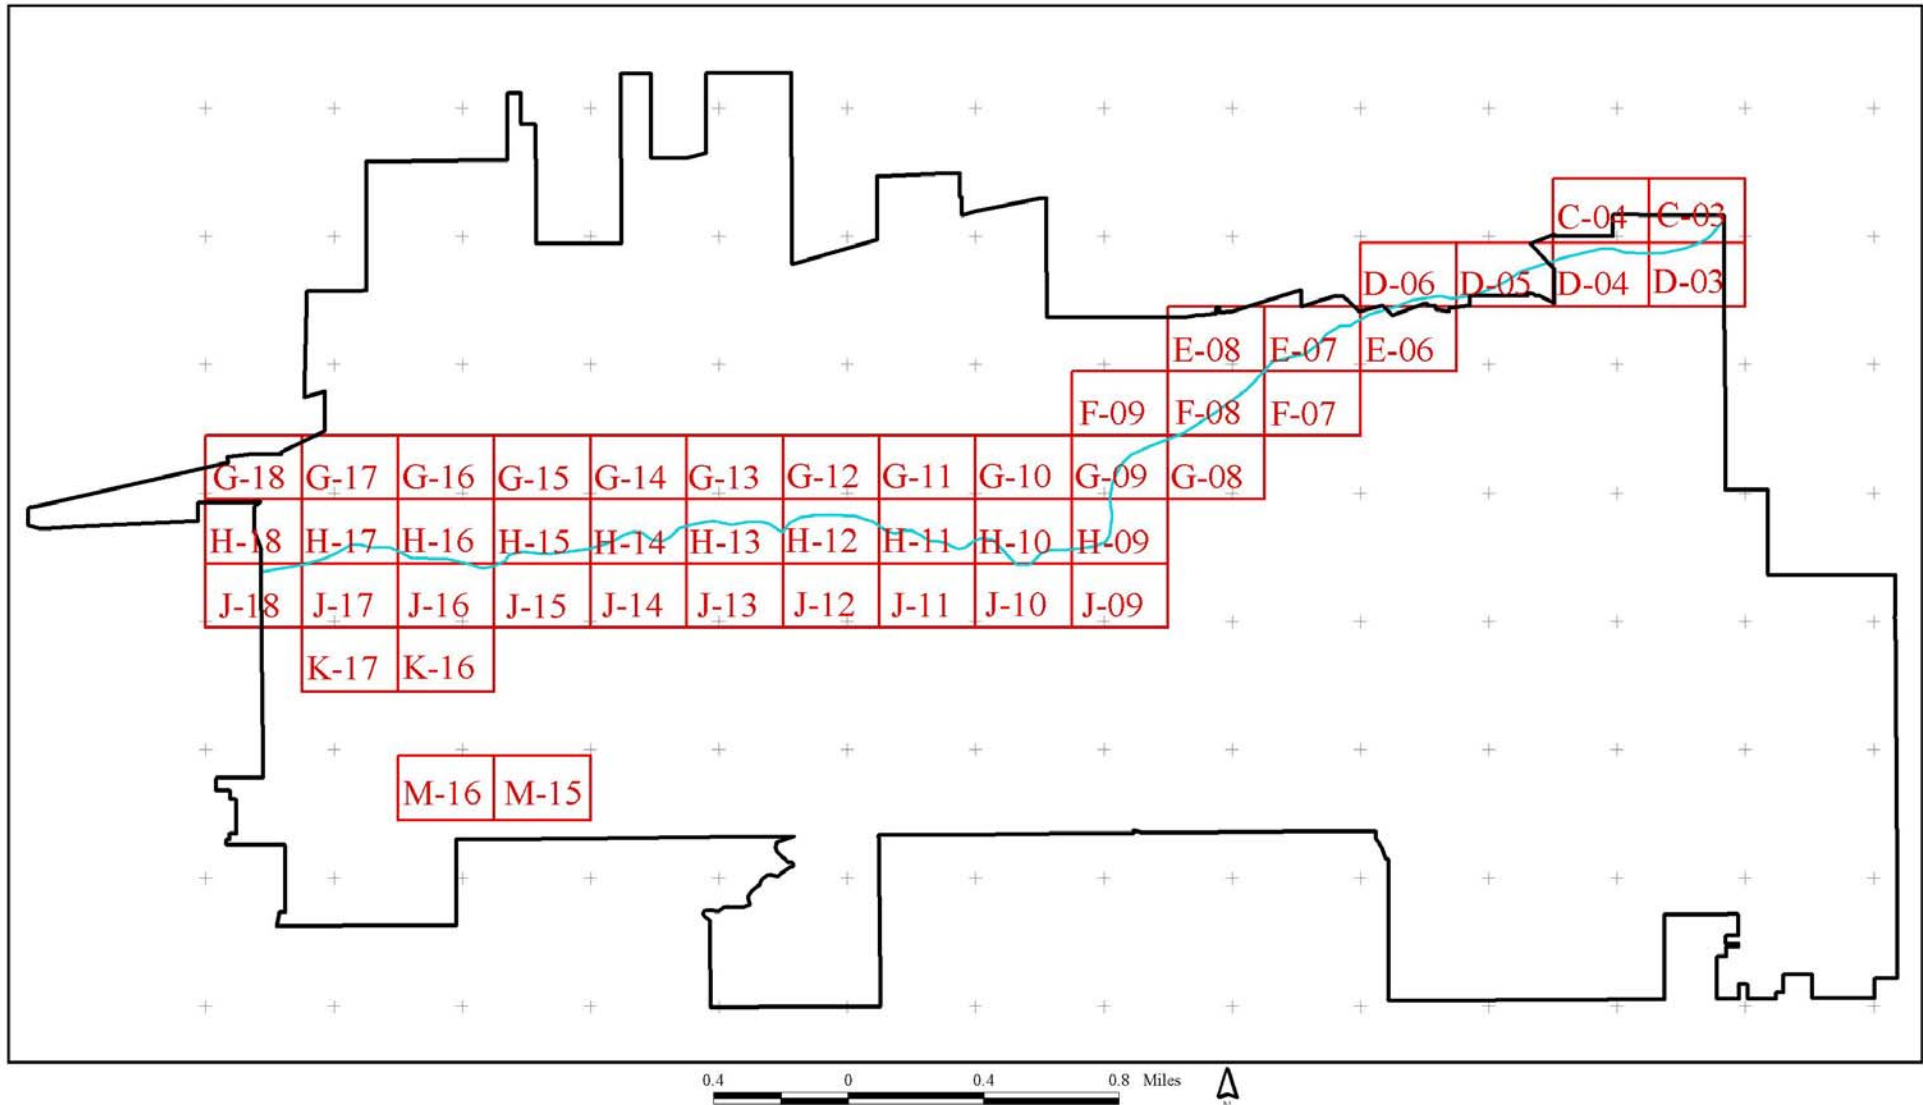 C-04 C-03
D-06 D-05 D-04 D-03
E-08 E-07 E-06
F-09 F-08 F-07
G-18 G-17 G-16 G-15 G-14 G-13 G-12 G-11 G-10 G-09 G-08
H-18 H-17 H-16 H-15 H-14 H-13 H-12 H-11 H-10 H-09
J-18 J-17 J-16 J-15 J-14 J-13 J-12 J-11 J-10 J-09
K-17 K-16
M-16 M-15
0.4 0 0.4 0.8 Miles
N